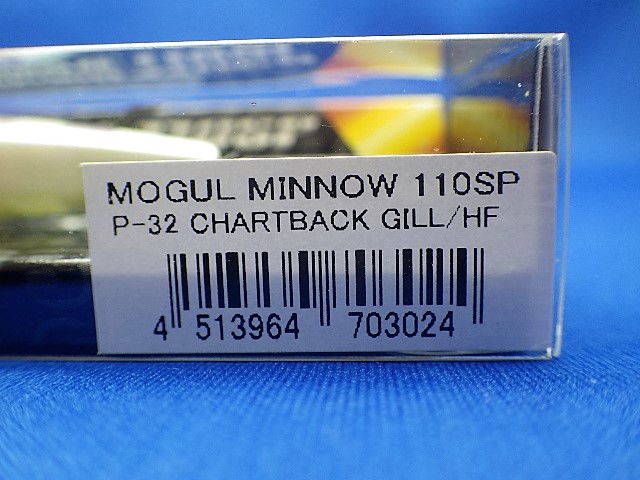 MOGUL MINNOW 110SP
P-32 CHARTBACK GILL/HF
4 513964 703024